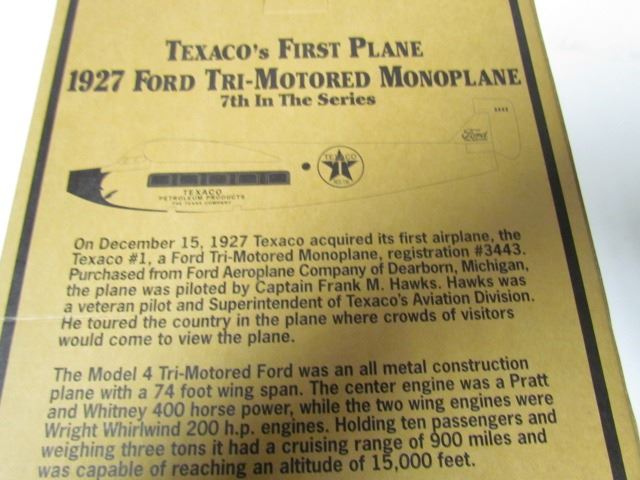 TEXACO'S FIRST PLANE
1927 FORD TRI-MOTORED MONOPLANE
7th In The Series
Ford
TEXACO
TEXACO
PETROLEUM PRODUCTS
THE TEXAS COMPANY
On December 15, 1927 Texaco acquired its first airplane, the
Texaco #1, a Ford Tri-Motored Monoplane, registration #3443.
Purchased from Ford Aeroplane Company of Dearborn, Michigan,
the plane was piloted by Captain Frank M. Hawks. Hawks was
a veteran pilot and Superintendent of Texaco's Aviation Division.
He toured the country in the plane where crowds of visitors
would come to view the plane.
The Model 4 Tri-Motored Ford was an all metal construction
plane with a 74 foot wing span. The center engine was a Pratt
and Whitney 400 horse power, while the two wing engines were
Wright Whirlwind 200 h.p. engines. Holding ten passengers and
weighing three tons it had a cruising range of 900 miles and
was capable of reaching an altitude of 15,000 feet.